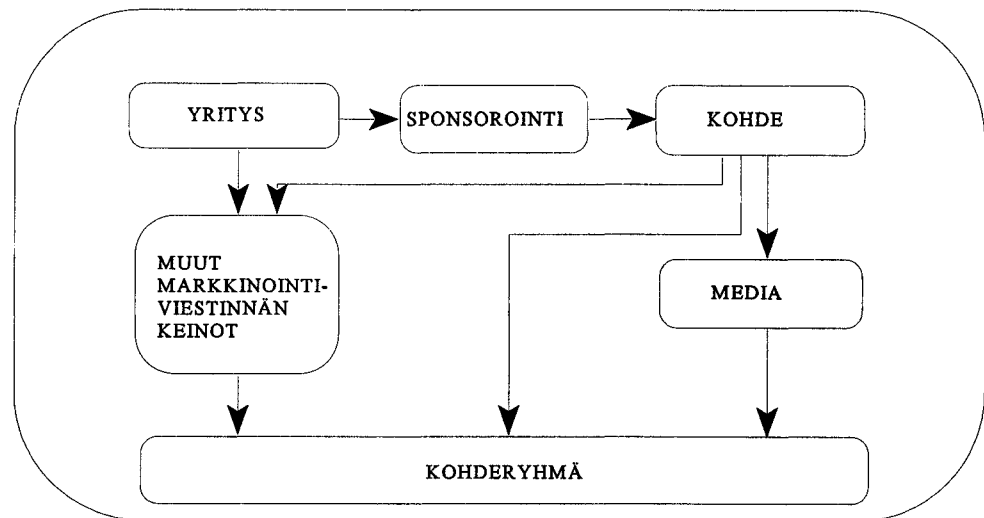 YRITYS
SPONSOROINTI
KOHDE
MUUT
MARKKINOINTI-
VIESTINNÄN
KEINOT
MEDIA
KOHDERYHMÄ